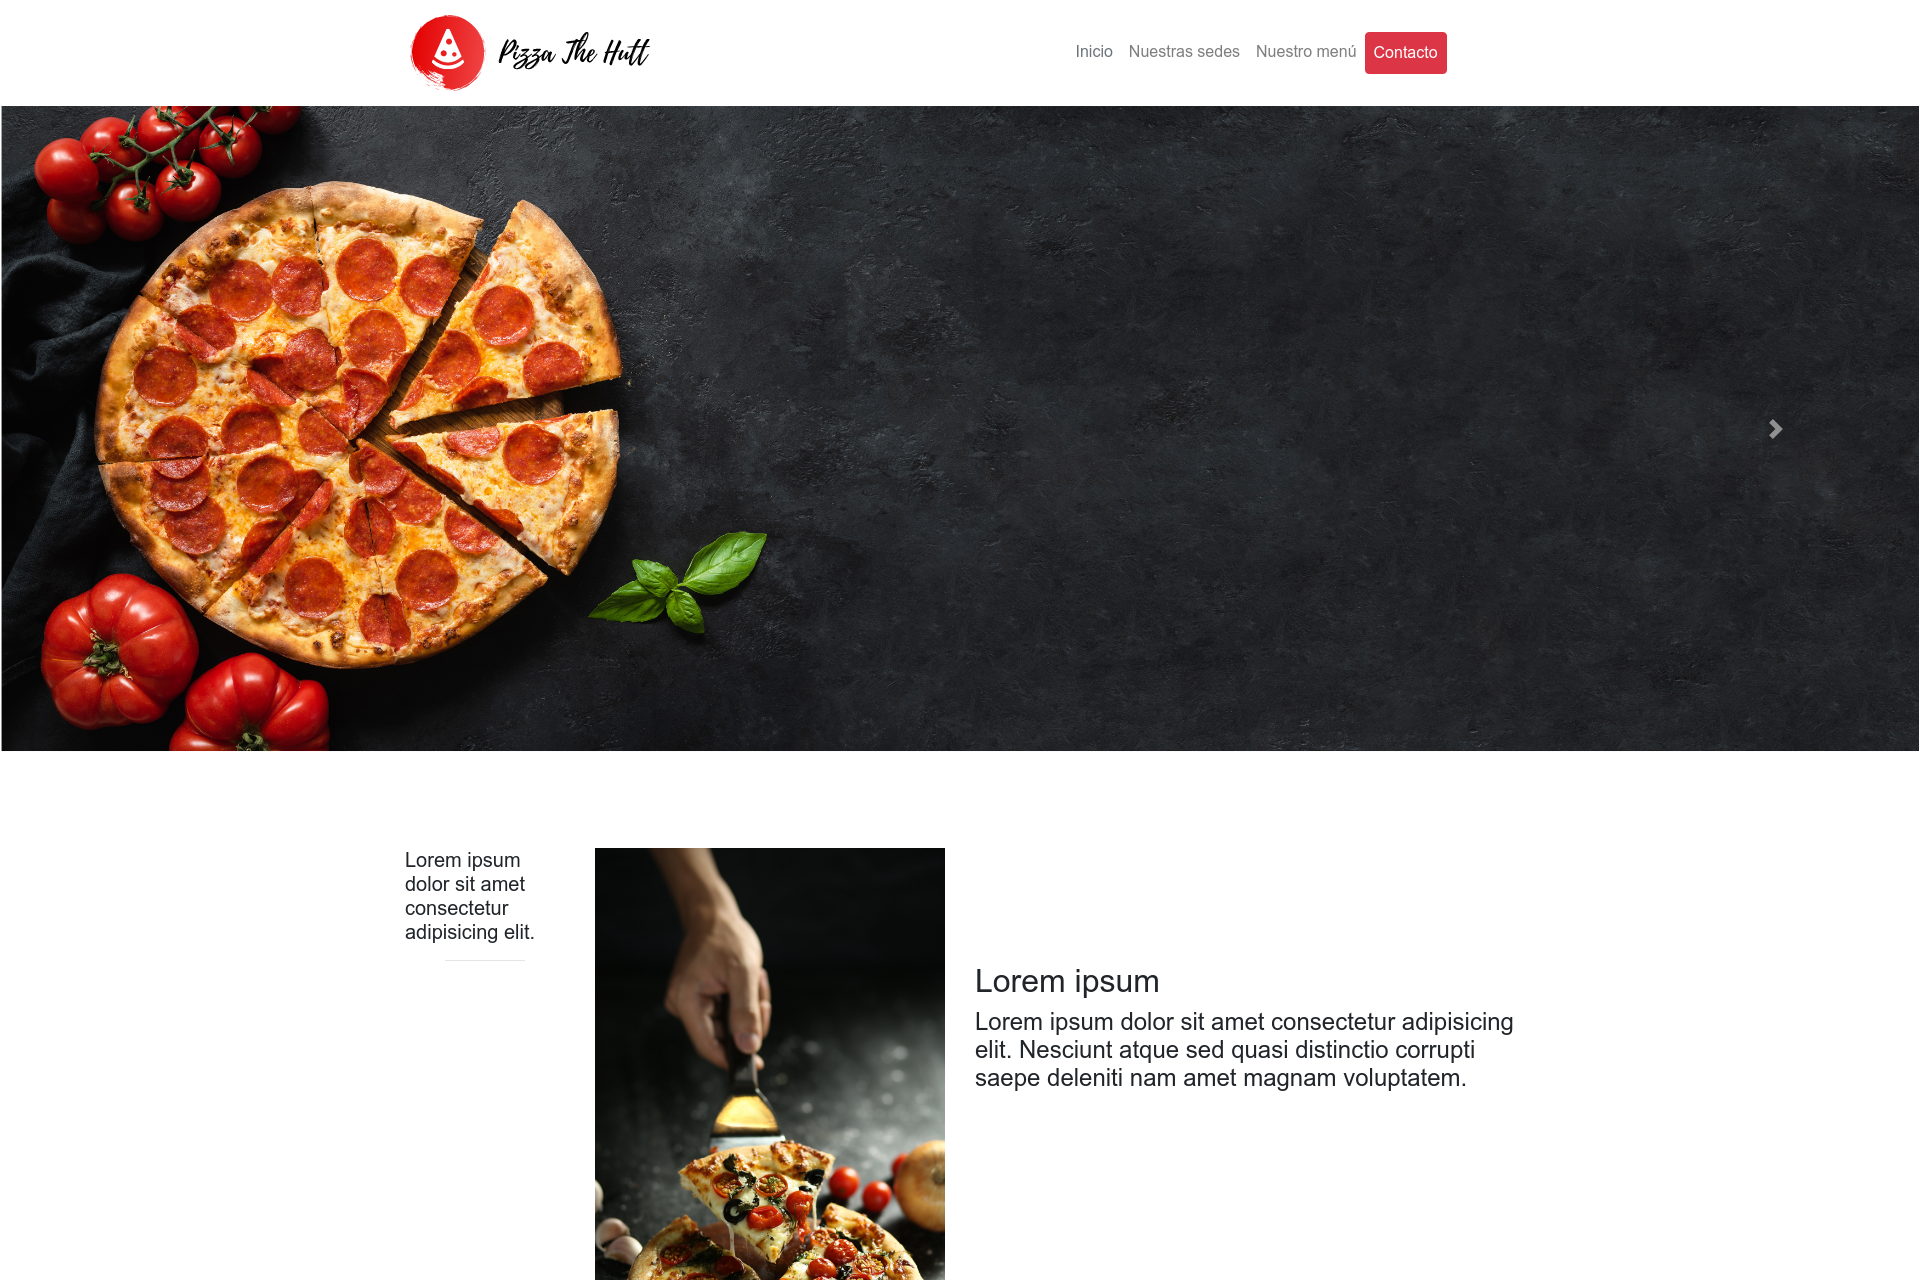 Pizza The Hutt
Inicio Nuestras sedes Nuestro menú Contacto
Lorem ipsum
dolor sit amet
consectetur
adipisicing elit.
Lorem ipsum
Lorem ipsum dolor sit amet consectetur adipisicing
elit. Nesciunt atque sed quasi distinctio corrupti
saepe deleniti nam amet magnam voluptatem.